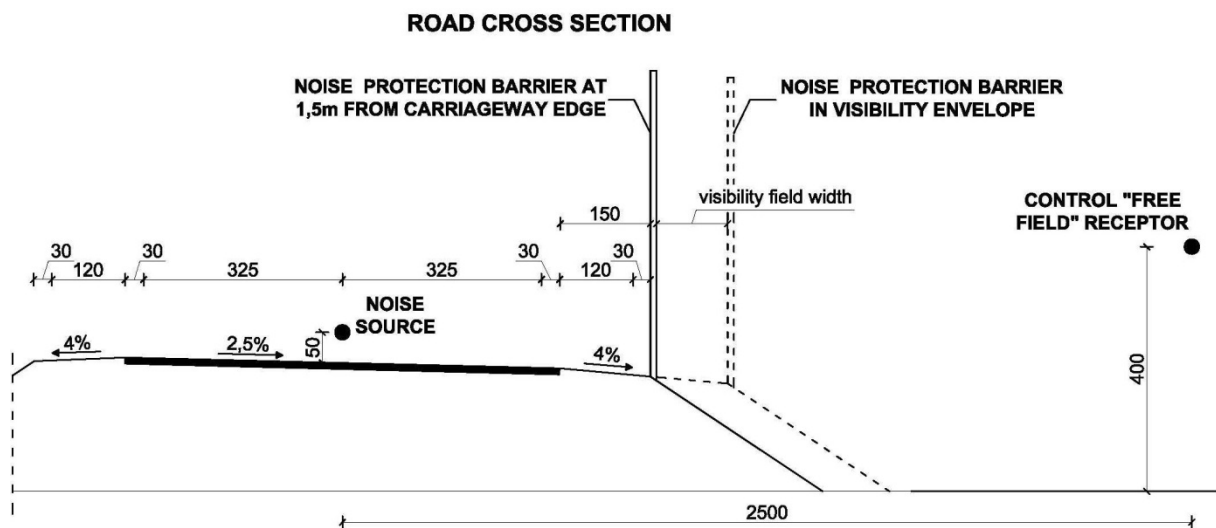 ROAD CROSS SECTION
NOISE PROTECTION BARRIER AT
1,5m FROM CARRIAGEWAY EDGE
NOISE PROTECTION BARRIER
IN VISIBILITY ENVELOPE
visibility field width
150
CONTROL "FREE
FIELD" RECEPTOR
30
120
30
325
325
30
120
30
NOISE
SOURCE
50
4%
2,5%
4%
400
2500